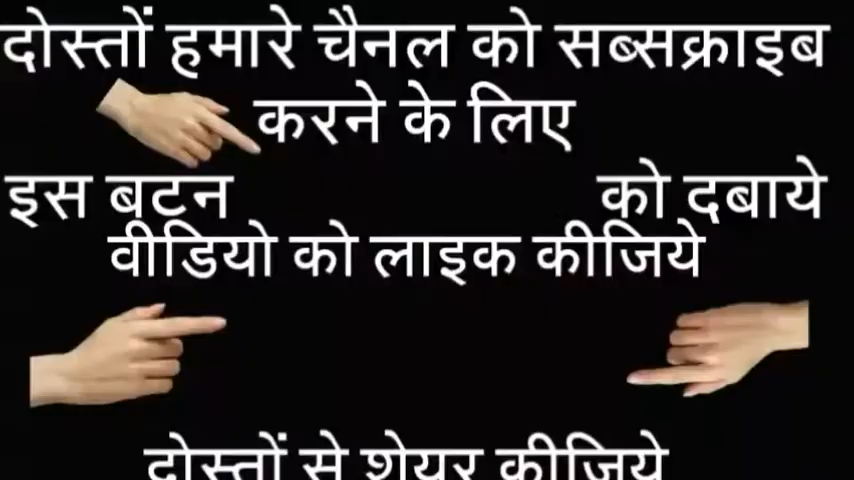 दोस्तों हमारे चैनल को सब्सक्राइब
करने के लिए
इस बटन को दबाये
वीडियो को लाइक कीजिये
दोस्तों से शेयर कीजिये